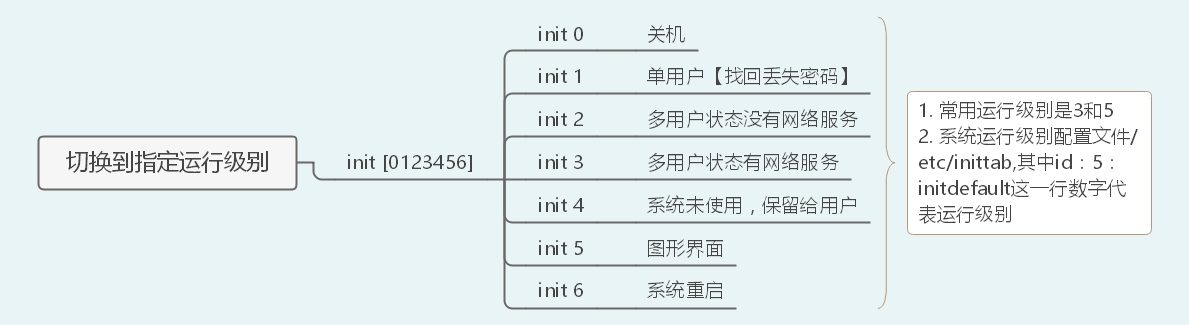 切换到指定运行级别
init [0123456]
init 0 关机
init 1 单用户【找回丢失密码】
init 2 多用户状态没有网络服务
init 3 多用户状态有网络服务
init 4 系统未使用，保留给用户
init 5 图形界面
init 6 系统重启
1. 常用运行级别是3和5
2. 系统运行级别配置文件/
etc/inittab,其中id：5：
initdefault这一行数字代
表运行级别